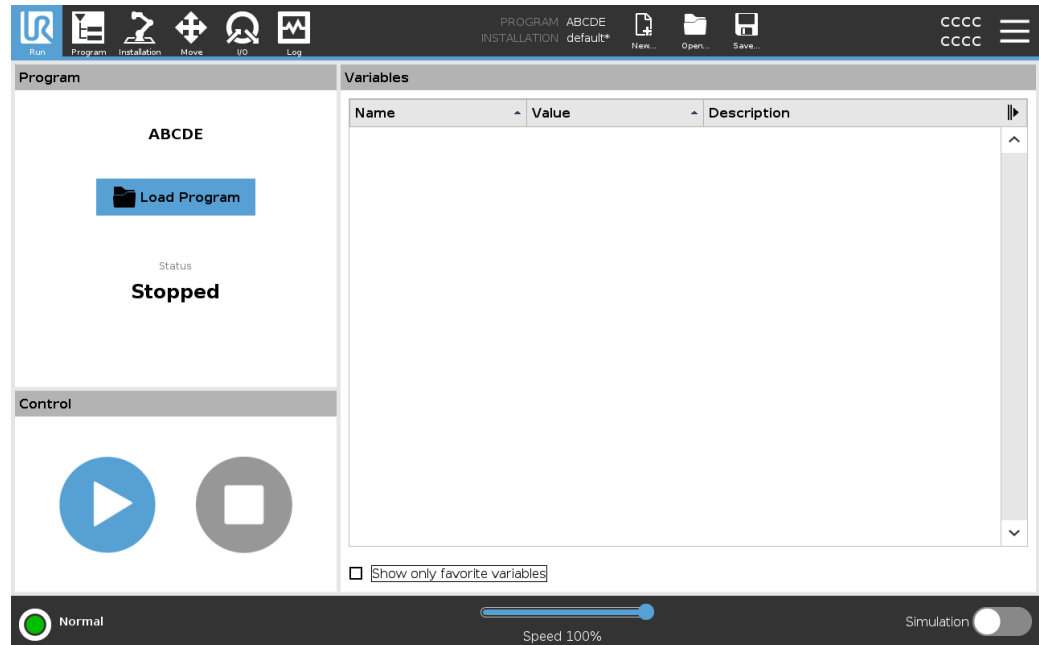 PROGRAM ABCDE
INSTALLATION default*
CCCC
CCCC
Run Program Installation Move I/O Log New... Open... Save...
Program
ABCDE
Load Program
Status
Stopped
Control
Variables
Name Value Description
Show only favorite variables
Normal
Speed 100%
Simulation